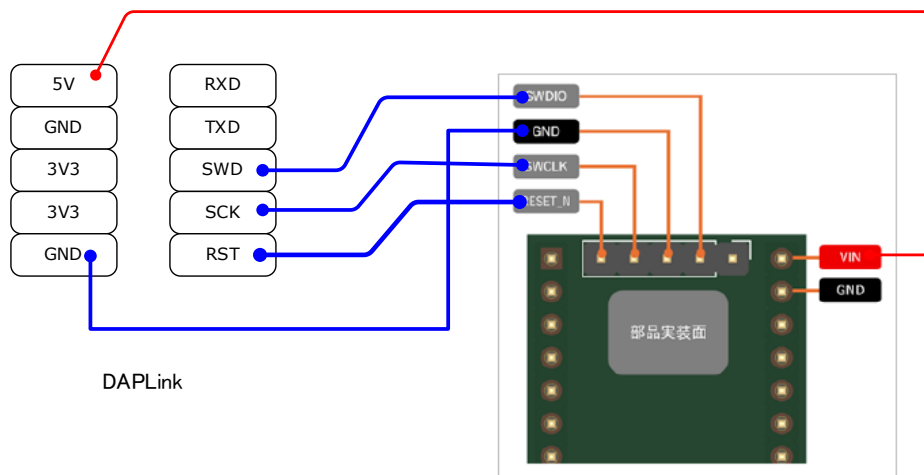 5V
GND
3V3
3V3
GND
RXD
TXD
SWD
SCK
RST
DAPLink
SWDIO
GND
SWCLK
RESET_N
VIN
GND
部品実装面